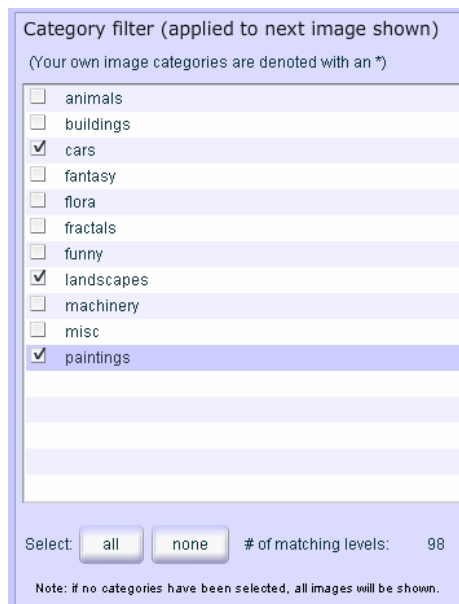 Category filter (applied to next image shown)
(Your own image categories are denoted with an *)
animals
buildings
cars
fantasy
flora
fractals
funny
landscapes
machinery
misc
paintings
Select: all none # of matching levels: 98
Note: if no categories have been selected, all images will be shown.